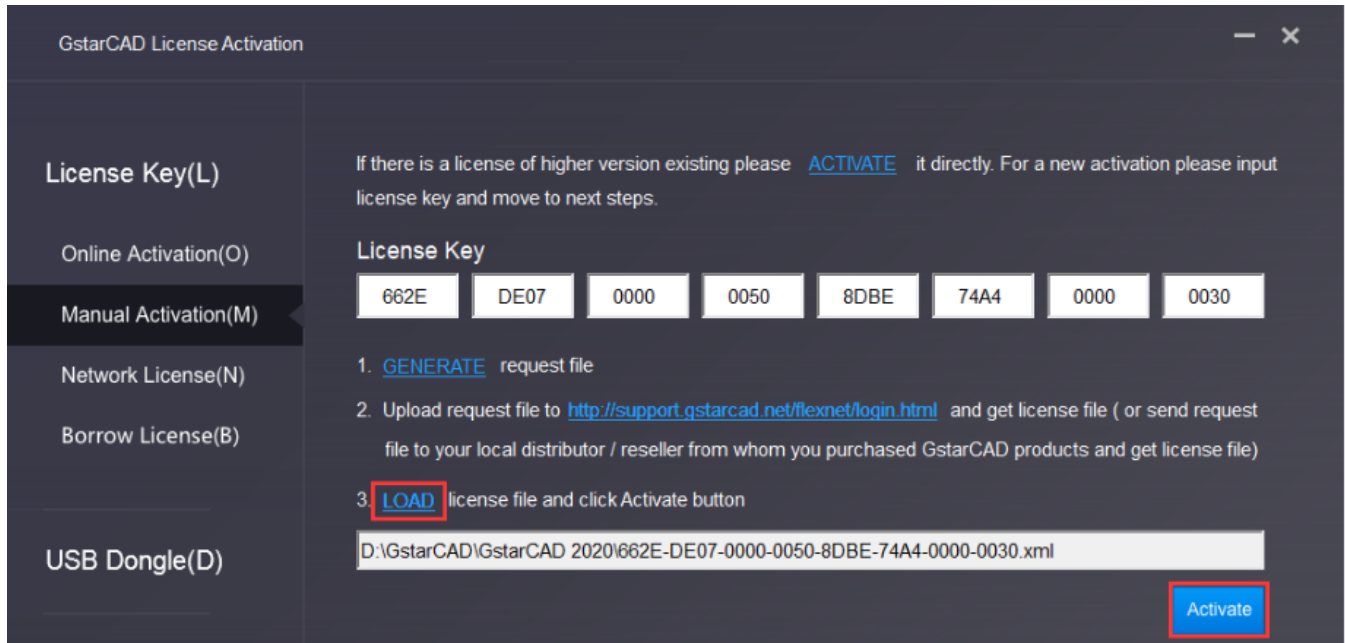 GstarCAD License Activation
License Key(L)
Online Activation(O)
Manual Activation(M)
Network License(N)
Borrow License(B)
USB Dongle(D)
If there is a license of higher version existing please ACTIVATE it directly. For a new activation please input
license key and move to next steps.
License Key
662E DE07 0000 0050 8DBE 74A4 0000 0030
1. GENERATE request file
2. Upload request file to http://support.gstarcad.net/flexnet/login.html and get license file ( or send request
file to your local distributor / reseller from whom you purchased GstarCAD products and get license file)
3. LOAD license file and click Activate button
D:\GstarCAD\GstarCAD 2020\662E-DE07-0000-0050-8DBE-74A4-0000-0030.xml
Activate